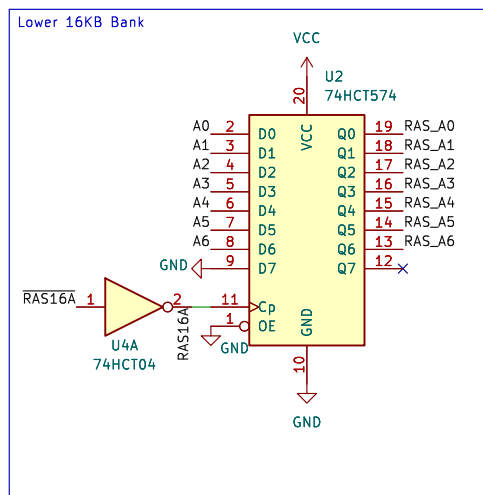 Lower 16KB Bank
VCC
U2
74HCT574
20
VCC
A0 2 D0 Q0 19 RAS_A0
A1 3 D1 Q1 18 RAS_A1
A2 4 D2 Q2 17 RAS_A2
A3 5 D3 Q3 16 RAS_A3
A4 6 D4 Q4 15 RAS_A4
A5 7 D5 Q5 14 RAS_A5
A6 8 D6 Q6 13 RAS_A6
GND 9 D7 Q7 12
RAS16A 1 2 11 Cp
RAS16A
1 OE
GND
GND
U4A
74HCT04
10
GND